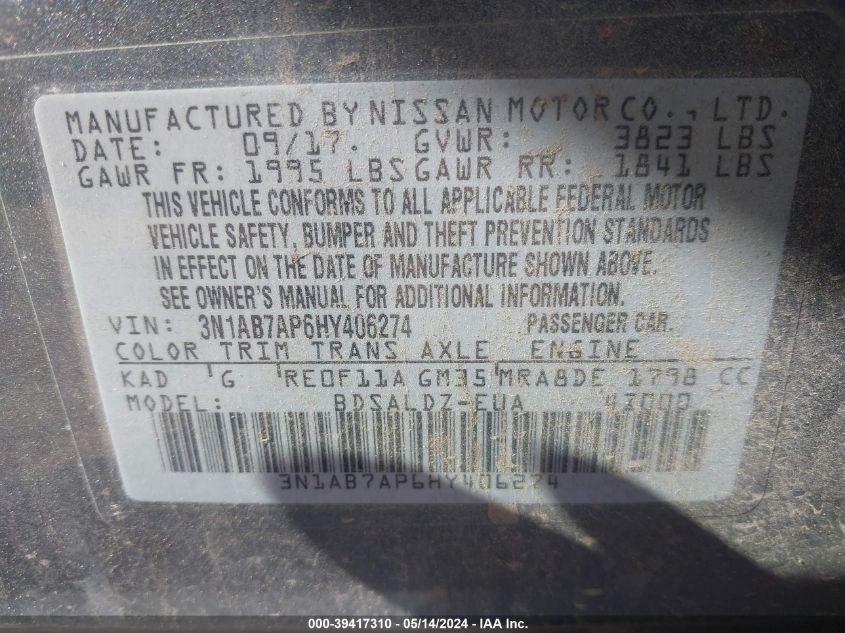 MANUFACTURED BY NISSAN MOTOR CO., LTD.
DATE: 09/17. GVWR: 3823 LBS
GAWR FR: 1995 LBS GAWR RR: 1841 LBS
THIS VEHICLE CONFORMS TO ALL APPLICABLE FEDERAL MOTOR
VEHICLE SAFETY, BUMPER AND THEFT PREVENTION STANDARDS
IN EFFECT ON THE DATE OF MANUFACTURE SHOWN ABOVE.
SEE OWNER'S MANUAL FOR ADDITIONAL INFORMATION.
VIN: 3N1AB7AP6HY406274 PASSENGER CAR.
COLOR TRIM TRANS AXLE ENGINE
KAD G RE0F11A GM35 MRA8DE 1798 CC
MODEL: BDSALDZ-EUA 47000
3N1AB7AP6HY406274
000-39417310 - 05/14/2024 - IAA Inc.